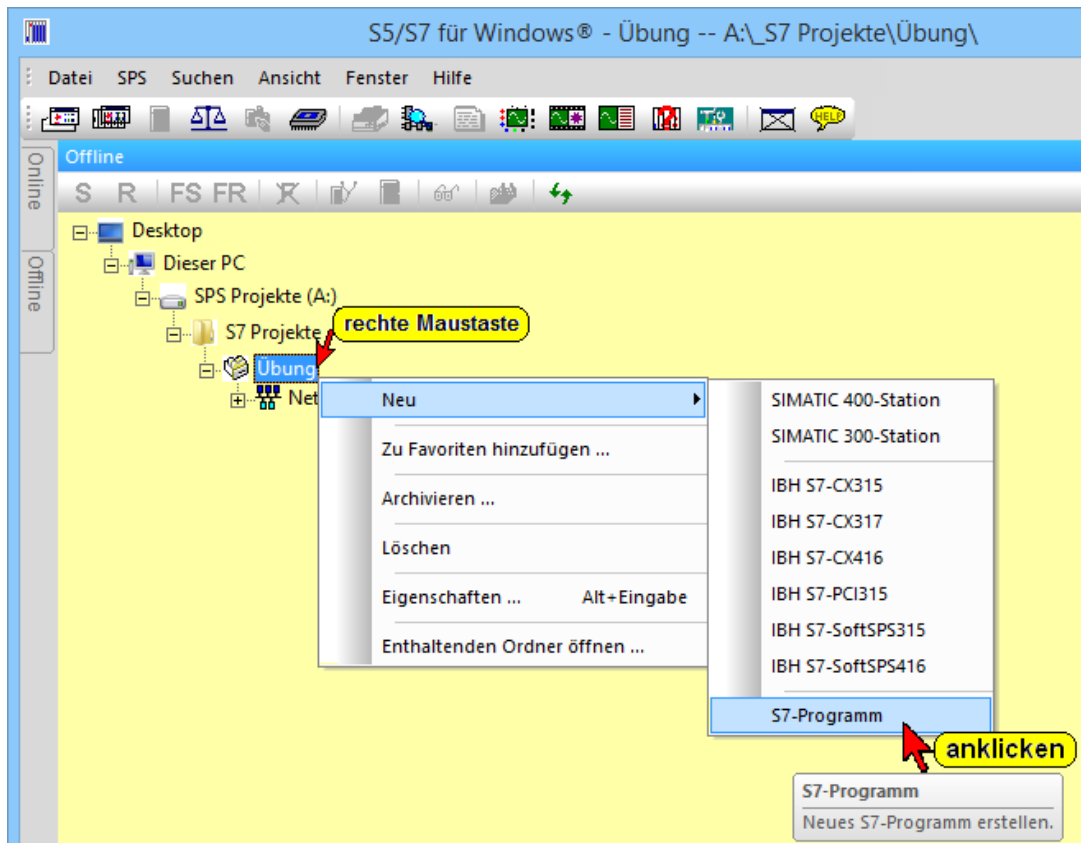 S5/S7 für Windows® - Übung -- A:\_S7 Projekte\Übung\
Datei SPS Suchen Ansicht Fenster Hilfe
HELP
Online
Offline
Offline
S R FS FR
Desktop
Dieser PC
SPS Projekte (A:)
S7 Projekte
rechte Maustaste
Übung
Net
Neu
Zu Favoriten hinzufügen ...
Archivieren ...
Löschen
Eigenschaften ... Alt+Eingabe
Enthaltenden Ordner öffnen ...
SIMATIC 400-Station
SIMATIC 300-Station
IBH S7-CX315
IBH S7-CX317
IBH S7-CX416
IBH S7-PCI315
IBH S7-SoftSPS315
IBH S7-SoftSPS416
S7-Programm
anklicken
S7-Programm
Neues S7-Programm erstellen.